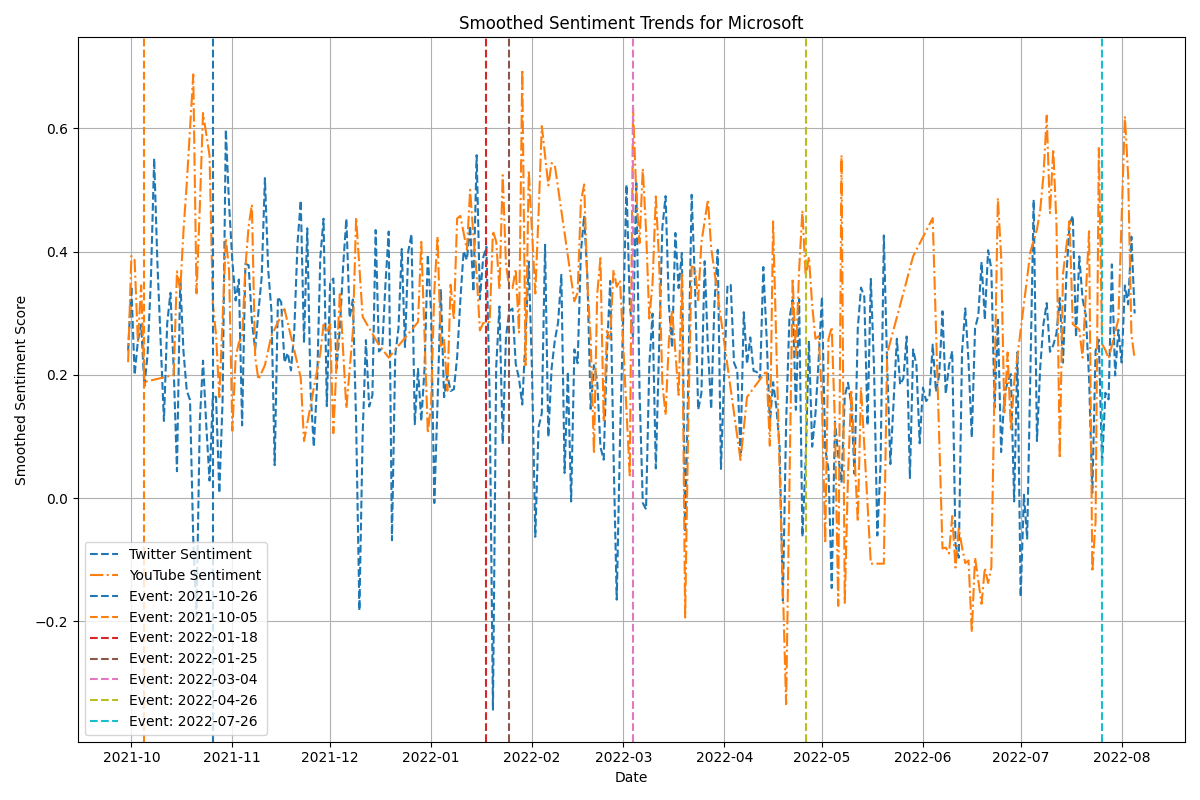 Smoothed Sentiment Trends for Microsoft
Smoothed Sentiment Score
0.6
0.4
0.2
0.0
−0.2
Twitter Sentiment
YouTube Sentiment
Event: 2021-10-26
Event: 2021-10-05
Event: 2022-01-18
Event: 2022-01-25
Event: 2022-03-04
Event: 2022-04-26
Event: 2022-07-26
2021-10 2021-11 2021-12 2022-01 2022-02 2022-03 2022-04 2022-05 2022-06 2022-07 2022-08
Date